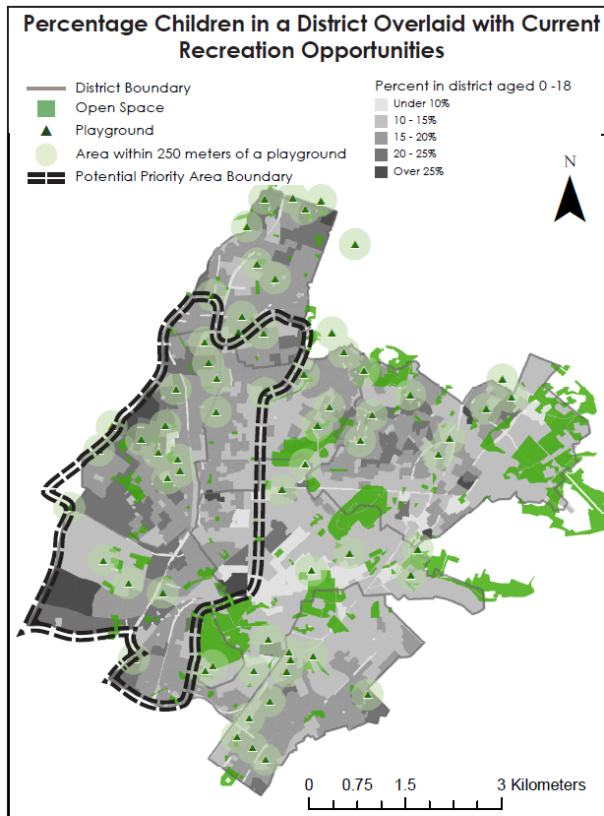 Percentage Children in a District Overlaid with Current
Recreation Opportunities
District Boundary
Open Space
Playground
Area within 250 meters of a playground
Potential Priority Area Boundary
Percent in district aged 0 -18
Under 10%
10 - 15%
15 - 20%
20 - 25%
Over 25%
N
0 0.75 1.5 3 Kilometers